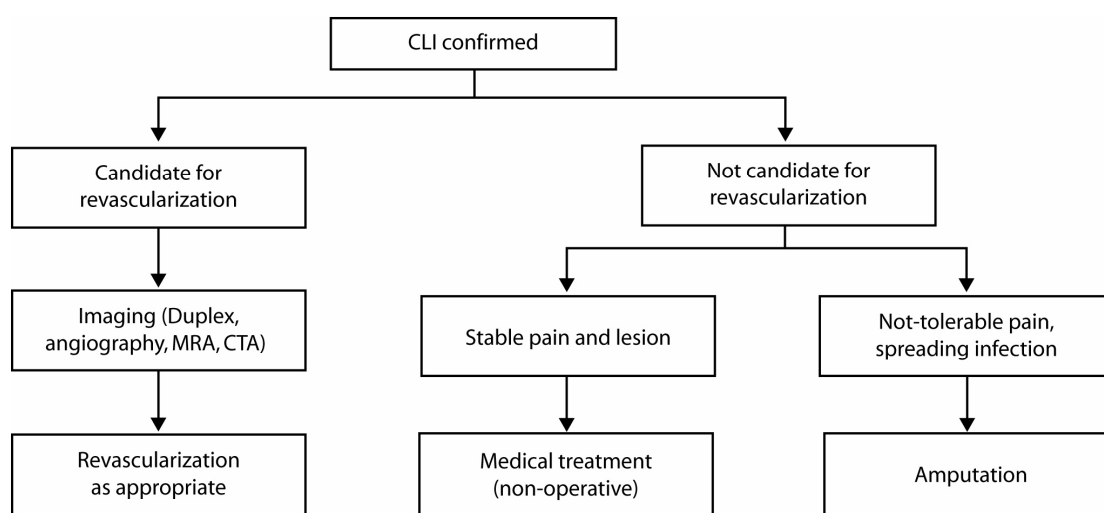 CLI confirmed
Candidate for
revascularization
Not candidate for
revascularization
Imaging (Duplex,
angiography, MRA, CTA)
Stable pain and lesion
Not-tolerable pain,
spreading infection
Revascularization
as appropriate
Medical treatment
(non-operative)
Amputation